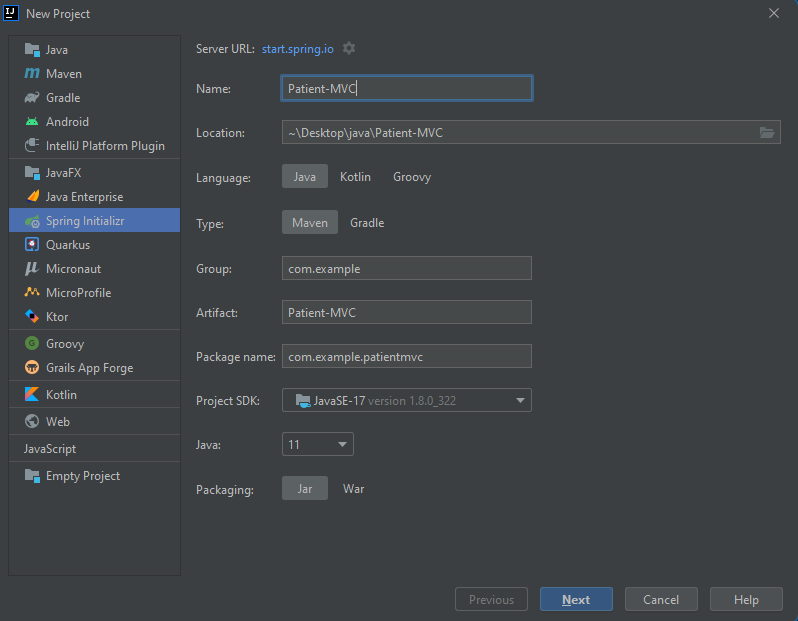 New Project
Java
Maven
Gradle
Android
IntelliJ Platform Plugin
JavaFX
Java Enterprise
Spring Initializr
Quarkus
Micronaut
MicroProfile
Ktor
Groovy
Grails App Forge
Kotlin
Web
JavaScript
Empty Project
Server URL: start.spring.io
Name: Patient-MVC
Location: ~\Desktop\java\Patient-MVC
Language: Java Kotlin Groovy
Type: Maven Gradle
Group: com.example
Artifact: Patient-MVC
Package name: com.example.patientmvc
Project SDK: JavaSE-17 version 1.8.0_322
Java: 11
Packaging: Jar War
Previous Next Cancel Help